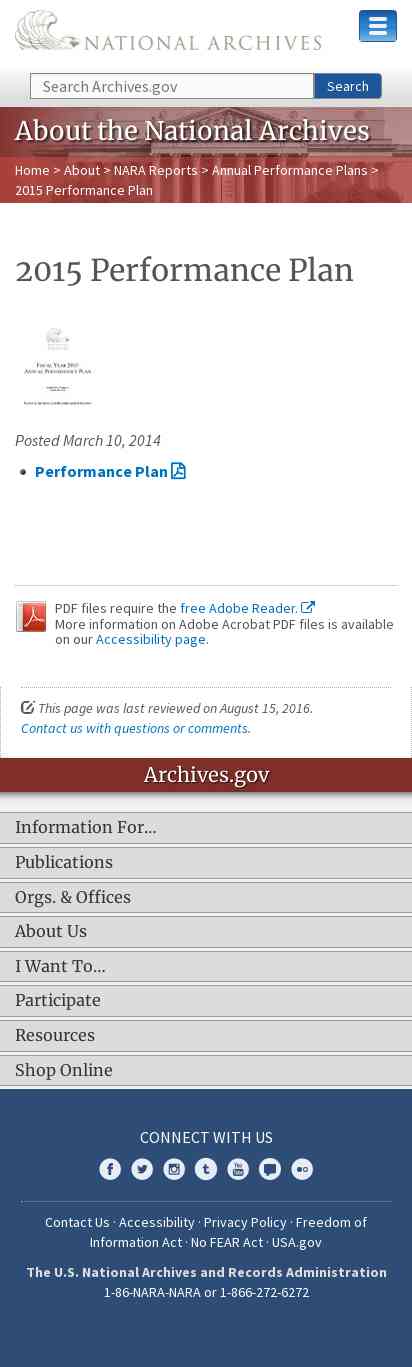 NATIONAL ARCHIVES
Search Archives.gov
Search
About the National Archives
Home > About > NARA Reports > Annual Performance Plans >
2015 Performance Plan
2015 Performance Plan
Fiscal Year 2015
Annual Performance Plan
Posted March 10, 2014
Performance Plan
PDF files require the free Adobe Reader.
More information on Adobe Acrobat PDF files is available
on our Accessibility page.
This page was last reviewed on August 15, 2016.
Contact us with questions or comments.
Archives.gov
Information For…
Publications
Orgs. & Offices
About Us
I Want To…
Participate
Resources
Shop Online
CONNECT WITH US
Contact Us · Accessibility · Privacy Policy · Freedom of
Information Act · No FEAR Act · USA.gov
The U.S. National Archives and Records Administration
1-86-NARA-NARA or 1-866-272-6272